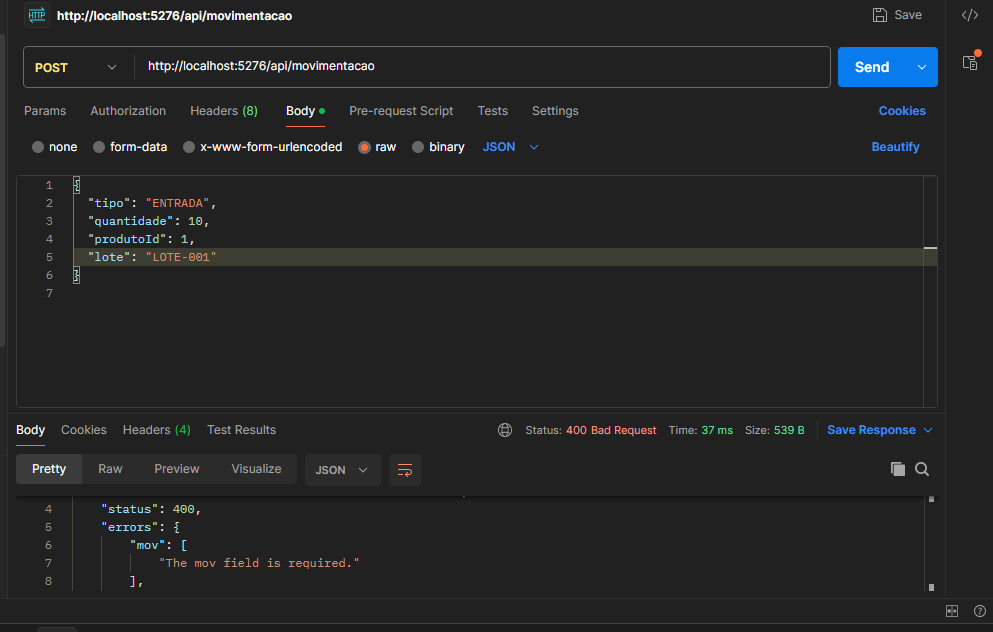 HTTP http://localhost:5276/api/movimentacao Save </>
POST http://localhost:5276/api/movimentacao Send
Params Authorization Headers (8) Body Pre-request Script Tests Settings Cookies
none form-data x-www-form-urlencoded raw binary JSON Beautify
1 {
2 "tipo": "ENTRADA",
3 "quantidade": 10,
4 "produtoId": 1,
5 "lote": "LOTE-001"
6 }
7
Body Cookies Headers (4) Test Results Status: 400 Bad Request Time: 37 ms Size: 539 B Save Response
Pretty Raw Preview Visualize JSON
4 "status": 400,
5 "errors": {
6 "mov": [
7 "The mov field is required."
8 ],